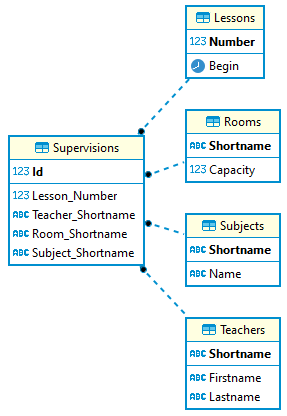 Lessons
123 Number
Begin
Rooms
ABC Shortname
123 Capacity
Supervisions
123 Id
123 Lesson_Number
ABC Teacher_Shortname
ABC Room_Shortname
ABC Subject_Shortname
Subjects
ABC Shortname
ABC Name
Teachers
ABC Shortname
ABC Firstname
ABC Lastname